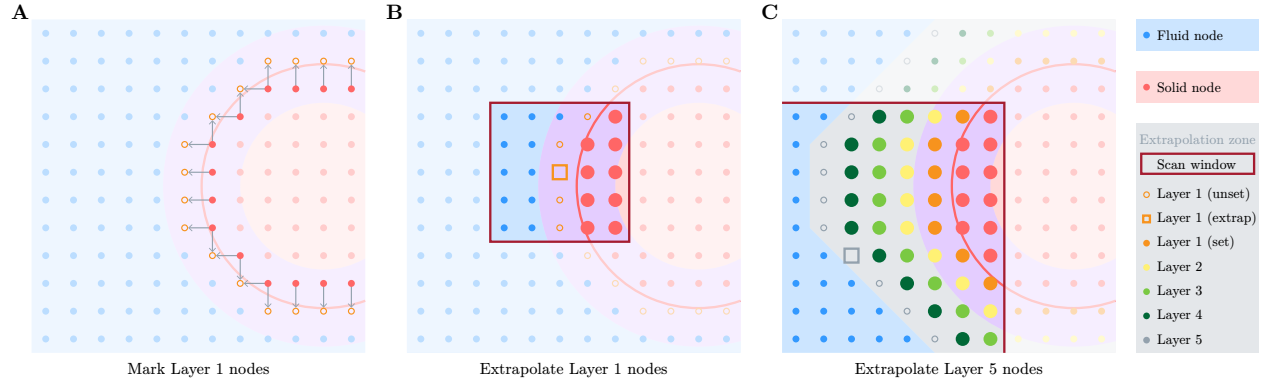 A
B
C
Mark Layer 1 nodes
Extrapolate Layer 1 nodes
Extrapolate Layer 5 nodes
Fluid node
Solid node
Extrapolation zone
Scan window
Layer 1 (unset)
Layer 1 (extrap)
Layer 1 (set)
Layer 2
Layer 3
Layer 4
Layer 5